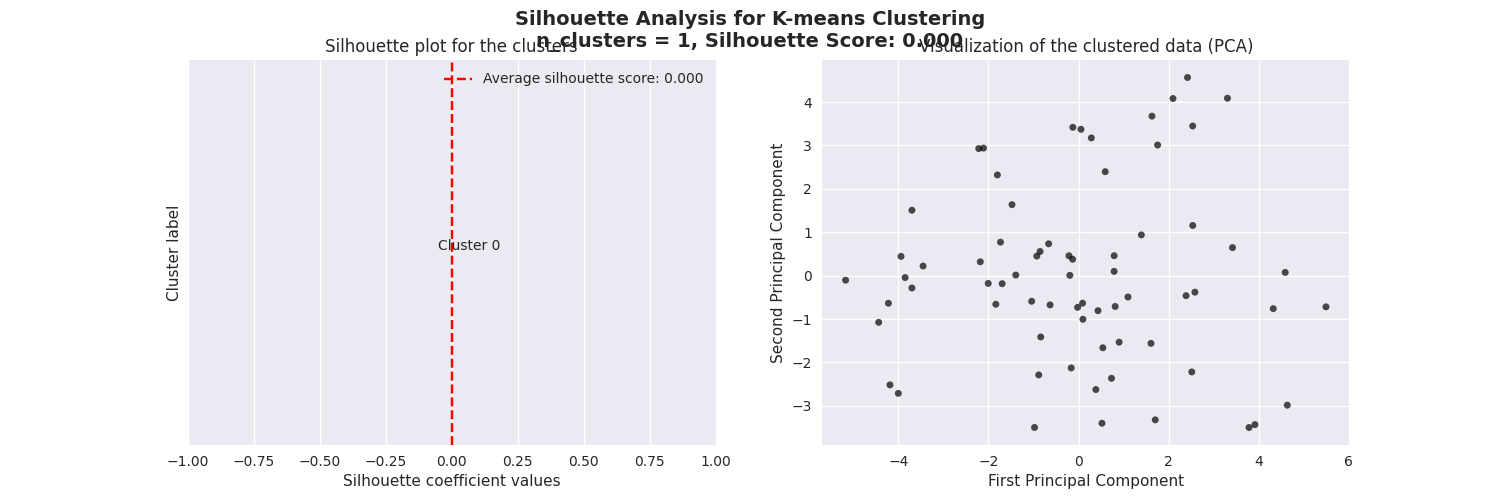 Silhouette Analysis for K-means Clustering
n_clusters = 1, Silhouette Score: 0.000
Silhouette plot for the clusters
Average silhouette score: 0.000
Cluster 0
Cluster label
−1.00 −0.75 −0.50 −0.25 0.00 0.25 0.50 0.75 1.00
Silhouette coefficient values
Visualization of the clustered data (PCA)
Second Principal Component
4
3
2
1
0
−1
−2
−3
−4 −2 0 2 4 6
First Principal Component